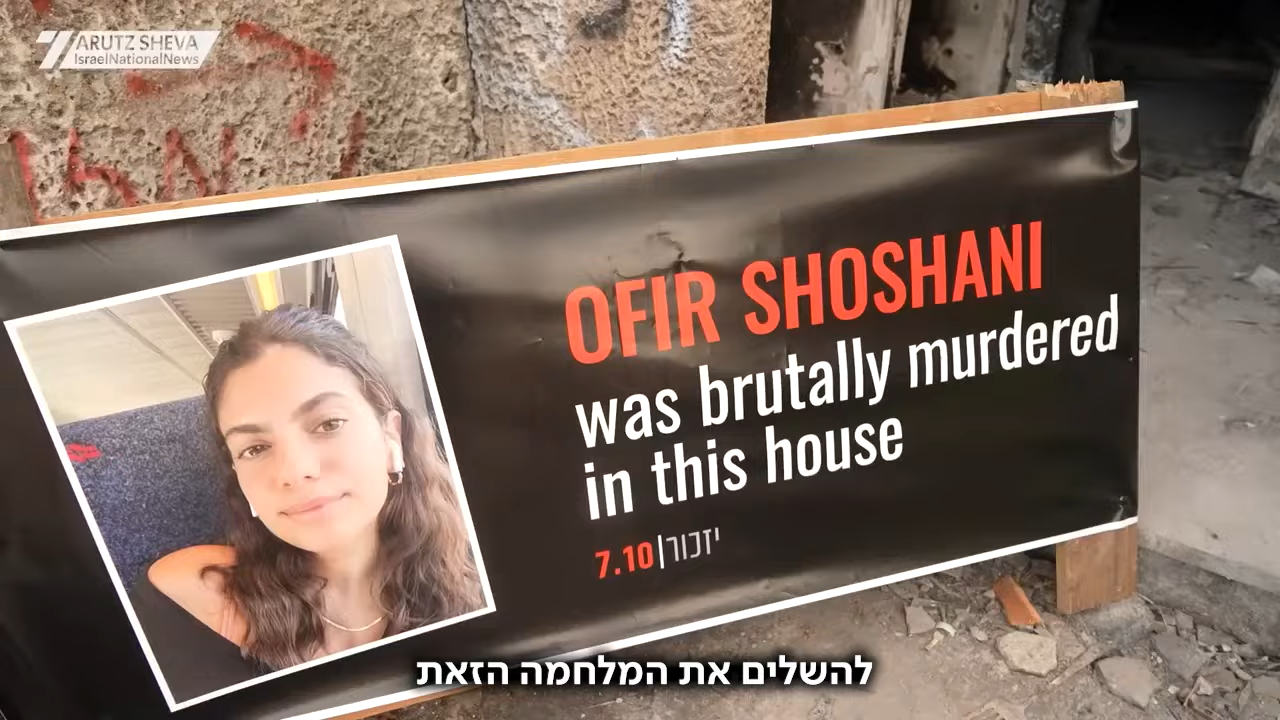 ARUTZ SHEVA
IsraelNationalNews
OFIR SHOSHANI
was brutally murdered
in this house
7.10|יזכור
להשלים את המלחמה הזאת